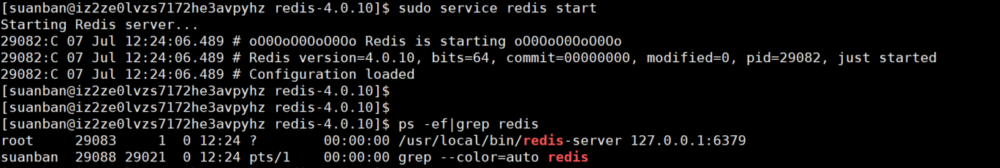 [suanban@iz2ze0lvzs7172he3avpyhz redis-4.0.10]$ sudo service redis start
Starting Redis server...
29082:C 07 Jul 12:24:06.489 # oO0OoO0OoO0Oo Redis is starting oO0OoO0OoO0Oo
29082:C 07 Jul 12:24:06.489 # Redis version=4.0.10, bits=64, commit=00000000, modified=0, pid=29082, just started
29082:C 07 Jul 12:24:06.489 # Configuration loaded
[suanban@iz2ze0lvzs7172he3avpyhz redis-4.0.10]$
[suanban@iz2ze0lvzs7172he3avpyhz redis-4.0.10]$
[suanban@iz2ze0lvzs7172he3avpyhz redis-4.0.10]$ ps -ef|grep redis
root     29083     1  0 12:24 ?        00:00:00 /usr/local/bin/redis-server 127.0.0.1:6379
suanban  29088 29021  0 12:24 pts/1    00:00:00 grep --color=auto redis